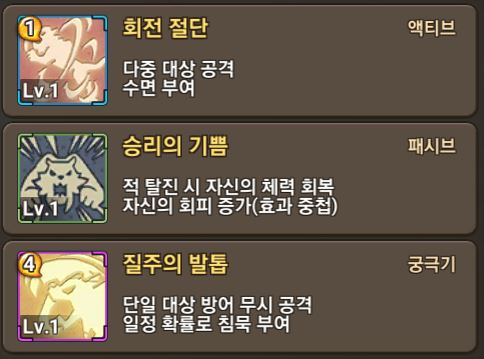 1
회전 절단
액티브
다중 대상 공격
수면 부여
Lv.1
승리의 기쁨
패시브
적 탈진 시 자신의 체력 회복
자신의 회피 증가(효과 중첩)
Lv.1
4
질주의 발톱
궁극기
단일 대상 방어 무시 공격
일정 확률로 침묵 부여
Lv.1